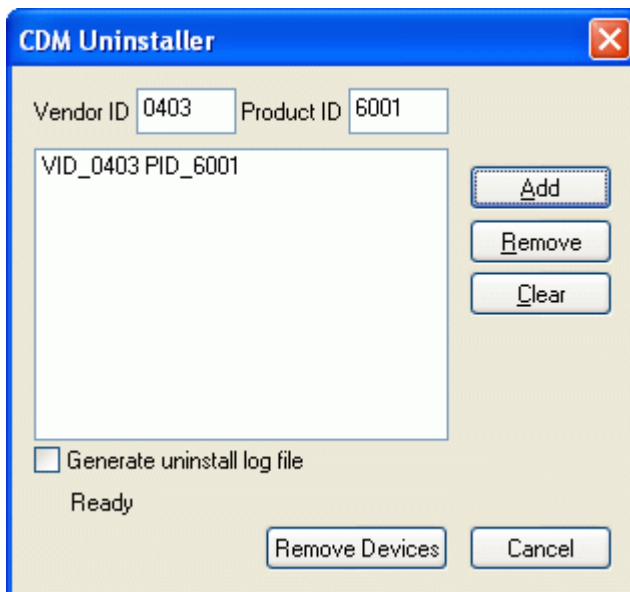 CDM Uninstaller
Vendor ID 0403 Product ID 6001
VID_0403 PID_6001
Add
Remove
Clear
Generate uninstall log file
Ready
Remove Devices Cancel